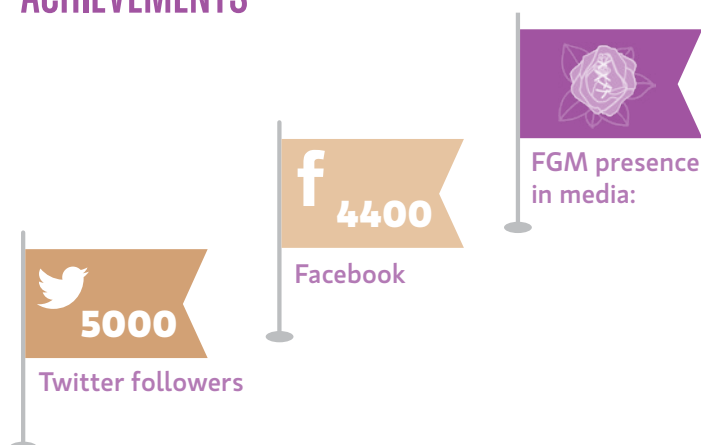 ACHIEVEMENTS
FGM presence
in media:
f
4400
Facebook
5000
Twitter followers